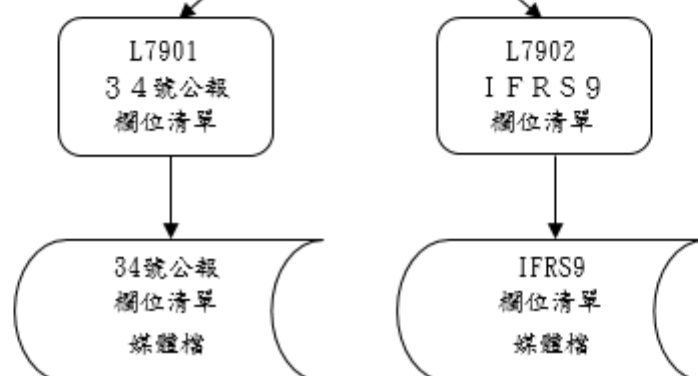 L7901
３４號公報
欄位清單
L7902
ＩＦＲＳ９
欄位清單
34號公報
欄位清單
媒體檔
IFRS9
欄位清單
媒體檔